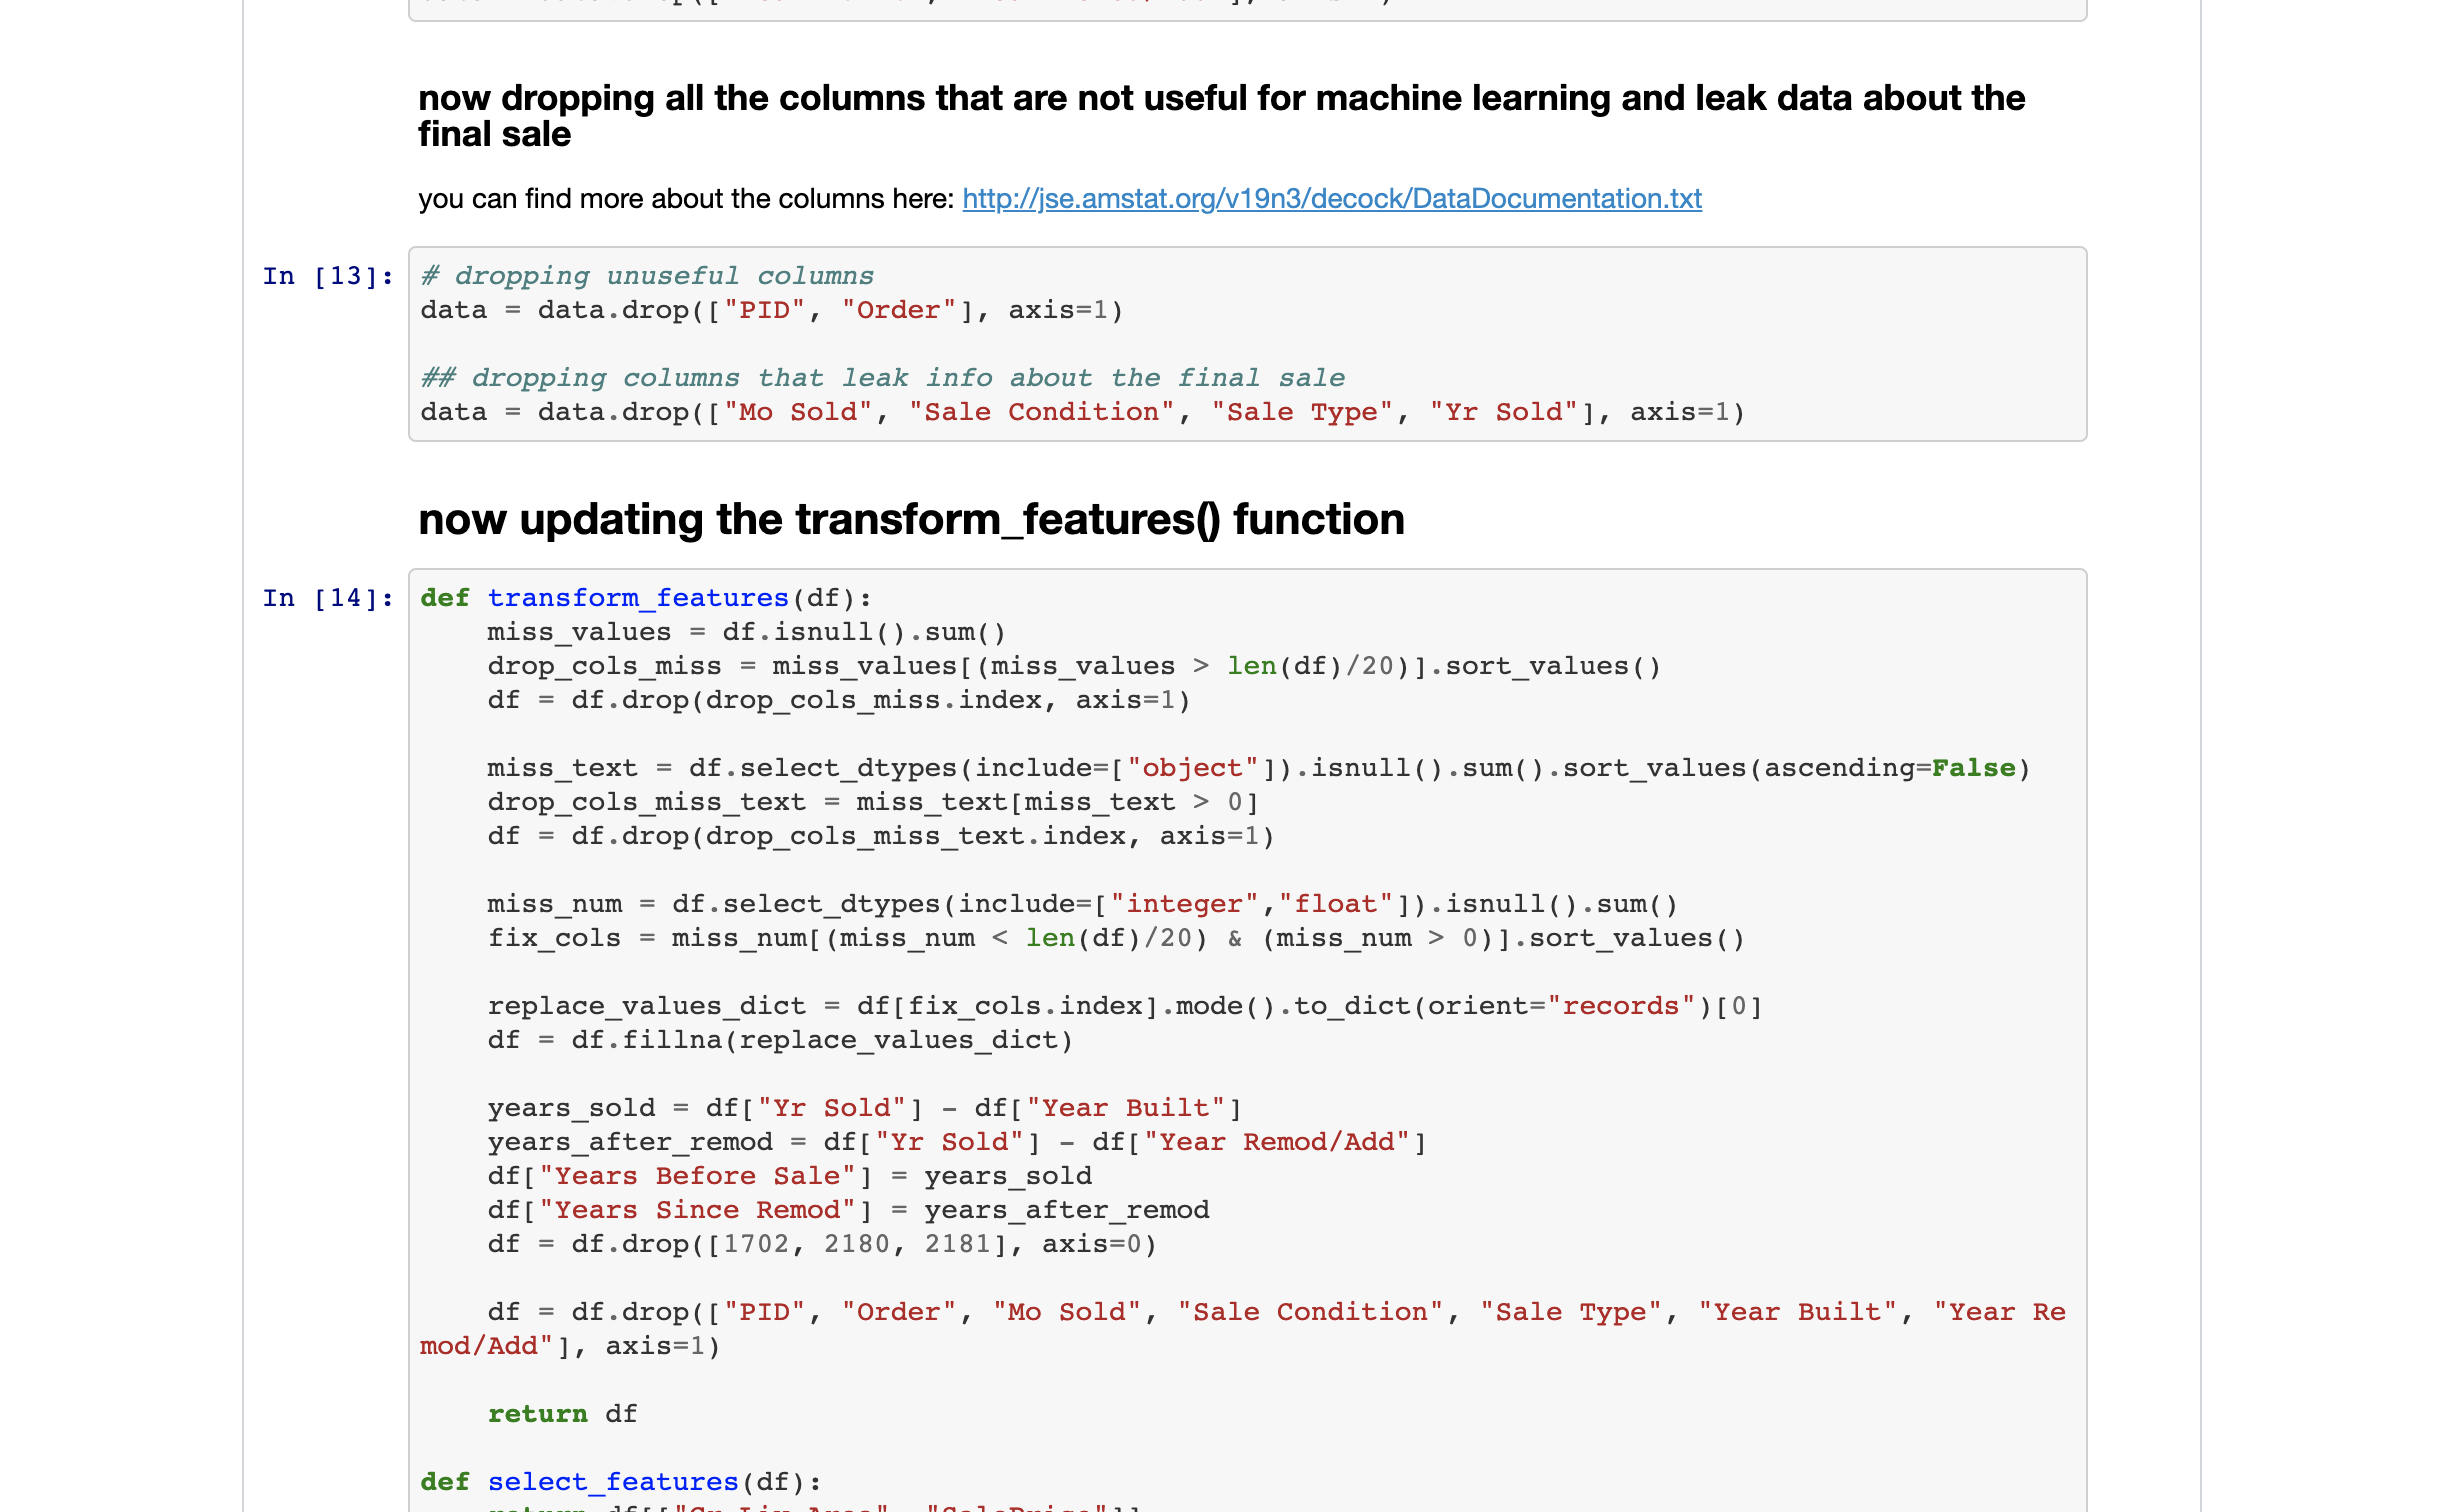 now dropping all the columns that are not useful for machine learning and leak data about the
final sale
you can find more about the columns here: http://jse.amstat.org/v19n3/decock/DataDocumentation.txt
In [13]:
# dropping unuseful columns
data = data.drop(["PID", "Order"], axis=1)
## dropping columns that leak info about the final sale
data = data.drop(["Mo Sold", "Sale Condition", "Sale Type", "Yr Sold"], axis=1)
now updating the transform_features() function
In [14]:
def transform_features(df):
    miss_values = df.isnull().sum()
    drop_cols_miss = miss_values[(miss_values > len(df)/20)].sort_values()
    df = df.drop(drop_cols_miss.index, axis=1)
    miss_text = df.select_dtypes(include=["object"]).isnull().sum().sort_values(ascending=False)
    drop_cols_miss_text = miss_text[miss_text > 0]
    df = df.drop(drop_cols_miss_text.index, axis=1)
    miss_num = df.select_dtypes(include=["integer","float"]).isnull().sum()
    fix_cols = miss_num[(miss_num < len(df)/20) & (miss_num > 0)].sort_values()
    replace_values_dict = df[fix_cols.index].mode().to_dict(orient="records")[0]
    df = df.fillna(replace_values_dict)
    years_sold = df["Yr Sold"] - df["Year Built"]
    years_after_remod = df["Yr Sold"] - df["Year Remod/Add"]
    df["Years Before Sale"] = years_sold
    df["Years Since Remod"] = years_after_remod
    df = df.drop([1702, 2180, 2181], axis=0)
    df = df.drop(["PID", "Order", "Mo Sold", "Sale Condition", "Sale Type", "Year Built", "Year Re
mod/Add"], axis=1)
    return df
def select_features(df):